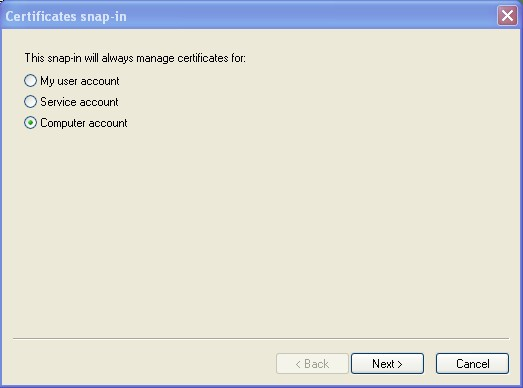 Certificates snap-in
This snap-in will always manage certificates for:
My user account
Service account
Computer account
< Back Next > Cancel